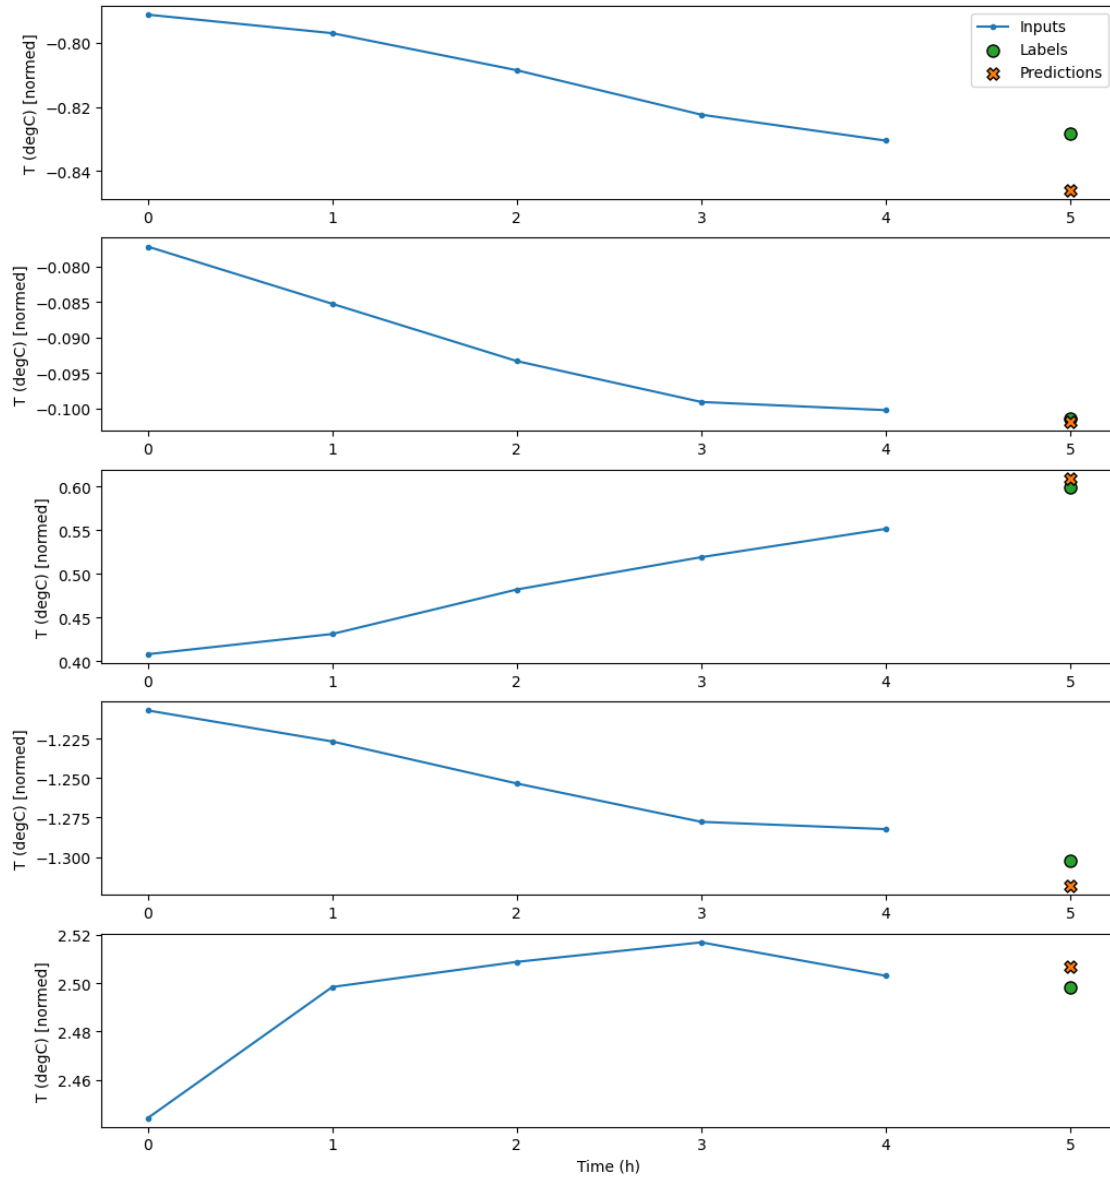 T (degC) [normed]
−0.80
−0.82
−0.84
Inputs
Labels
Predictions
0 1 2 3 4 5
T (degC) [normed]
−0.080
−0.085
−0.090
−0.095
−0.100
0 1 2 3 4 5
T (degC) [normed]
0.60
0.55
0.50
0.45
0.40
0 1 2 3 4 5
T (degC) [normed]
−1.225
−1.250
−1.275
−1.300
0 1 2 3 4 5
T (degC) [normed]
2.52
2.50
2.48
2.46
0 1 2 3 4 5
Time (h)